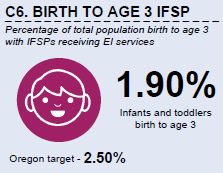 C6. BIRTH TO AGE 3 IFSP
Percentage of total population birth to age 3
with IFSPs receiving EI services
1.90%
Infants and toddlers
birth to age 3
Oregon target - 2.50%